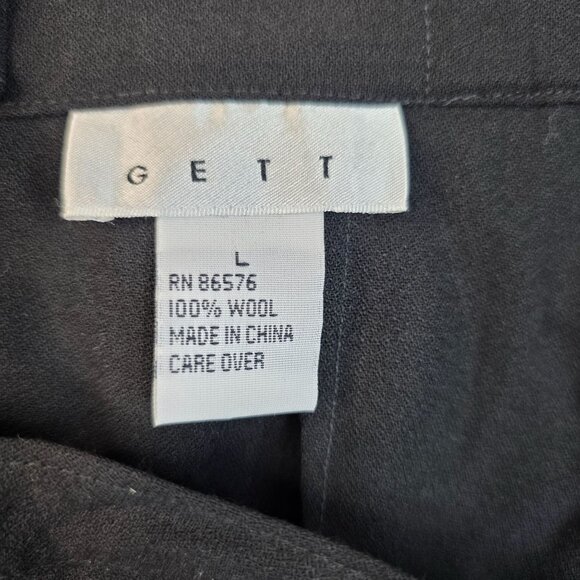 GETT
L
RN 86576
100% WOOL
MADE IN CHINA
CARE OVER